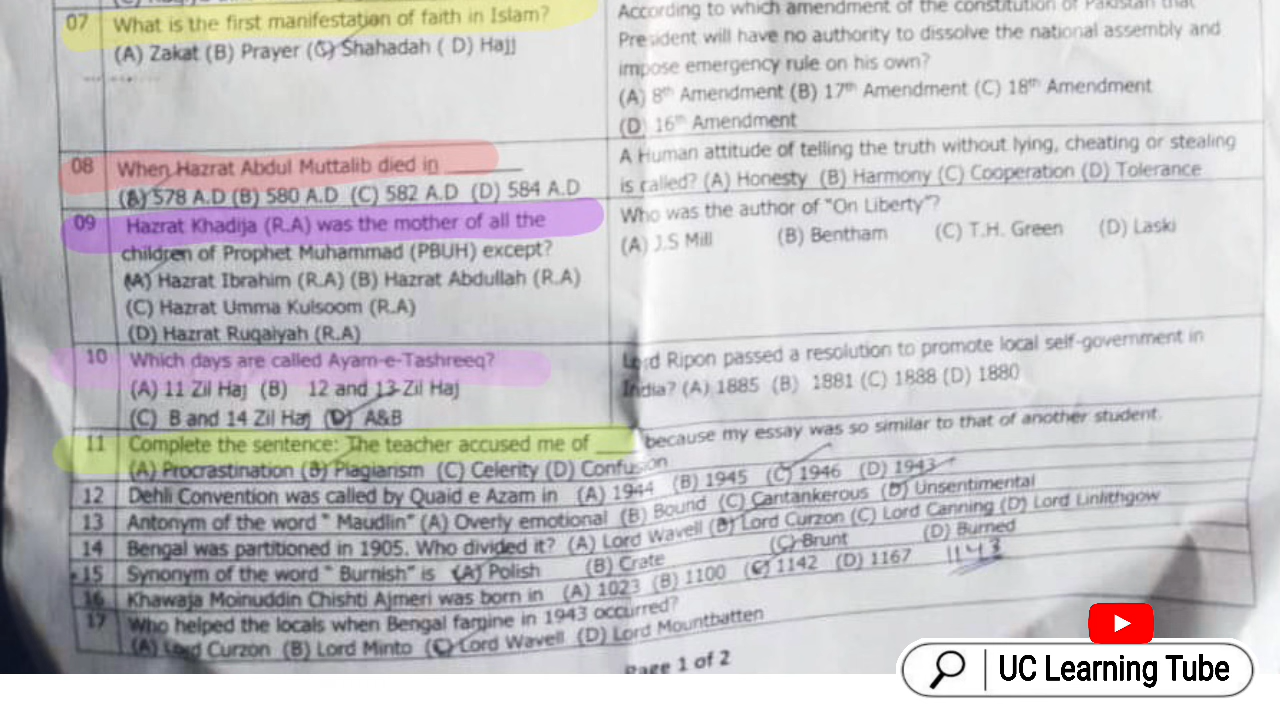 07 What is the first manifestation of faith in Islam?
(A) Zakat (B) Prayer (C) Shahadah ( D) Hajj
According to which amendment of the constitution of Pakistan that
President will have no authority to dissolve the national assembly and
impose emergency rule on his own?
(A) 8th Amendment (B) 17th Amendment (C) 18th Amendment
(D) 16th Amendment
08 When Hazrat Abdul Muttalib died in ______
(A) 578 A.D (B) 580 A.D (C) 582 A.D (D) 584 A.D
A Human attitude of telling the truth without lying, cheating or stealing
is called? (A) Honesty (B) Harmony (C) Cooperation (D) Tolerance
09 Hazrat Khadija (R.A) was the mother of all the
children of Prophet Muhammad (PBUH) except?
(A) Hazrat Ibrahim (R.A) (B) Hazrat Abdullah (R.A)
(C) Hazrat Umma Kulsoom (R.A)
(D) Hazrat Ruqaiyah (R.A)
Who was the author of "On Liberty"?
(A) J.S Mill (B) Bentham (C) T.H. Green (D) Laski
10 Which days are called Ayam-e-Tashreeq?
(A) 11 Zil Haj (B) 12 and 13 Zil Haj
(C) B and 14 Zil Haj (D) A&B
Lord Ripon passed a resolution to promote local self-government in
India? (A) 1885 (B) 1881 (C) 1888 (D) 1880
11 Complete the sentence: The teacher accused me of ____ because my essay was so similar to that of another student.
(A) Procrastination (B) Plagiarism (C) Celerity (D) Confusion
12 Dehli Convention was called by Quaid e Azam in (A) 1944 (B) 1945 (C) 1946 (D) 1943
13 Antonym of the word " Maudlin" (A) Overly emotional (B) Bound (C) Cantankerous (D) Unsentimental
14 Bengal was partitioned in 1905. Who divided it? (A) Lord Wavell (B) Lord Curzon (C) Lord Canning (D) Lord Linlithgow
15 Synonym of the word " Burnish" is (A) Polish (B) Crate (C) Brunt (D) Burned
16 Khawaja Moinuddin Chishti Ajmeri was born in (A) 1023 (B) 1100 (C) 1142 (D) 1167 1143
17 Who helped the locals when Bengal famine in 1943 occurred?
(A) Lord Curzon (B) Lord Minto (C) Lord Wavell (D) Lord Mountbatten
Page 1 of 2
UC Learning Tube